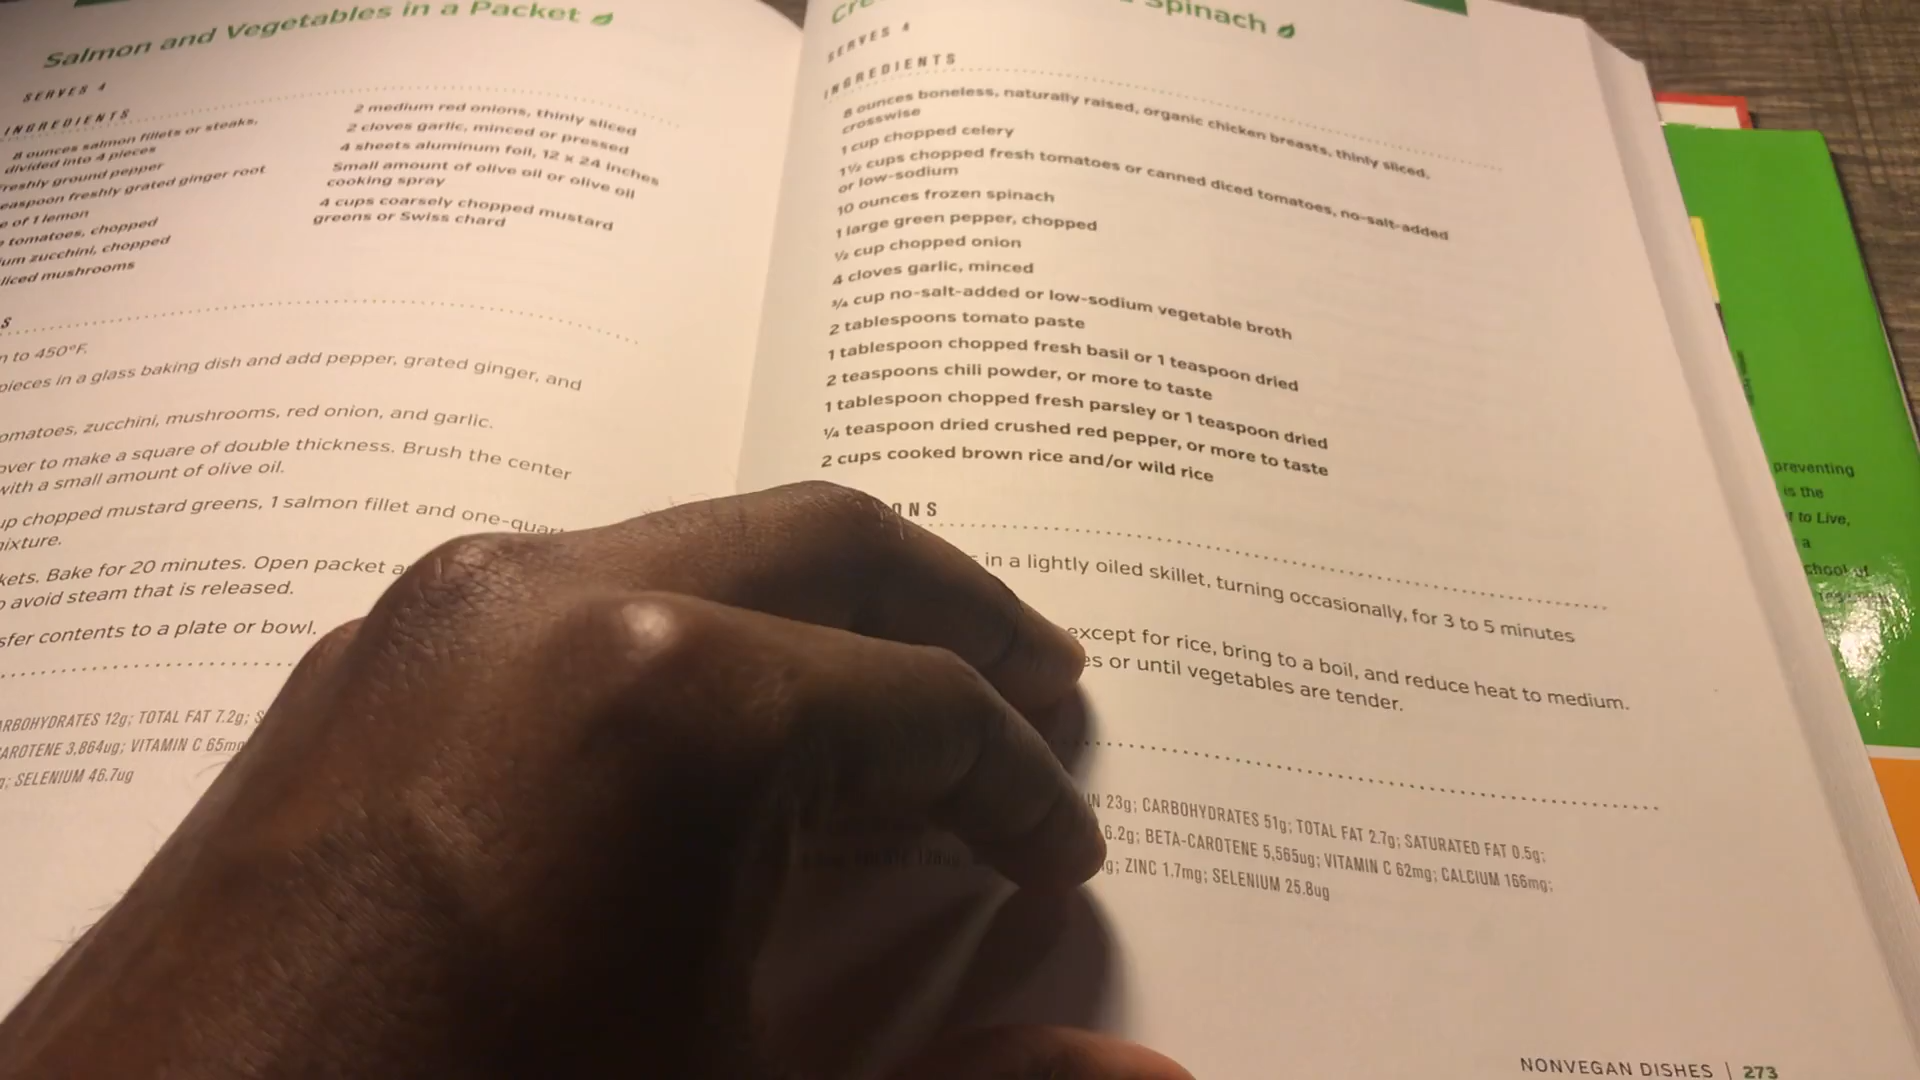 Salmon and Vegetables in a Packet
SERVES 4
INGREDIENTS
8 ounces salmon fillets or steaks,
divided into 4 pieces
freshly ground pepper
teaspoon freshly grated ginger root
of 1 lemon
tomatoes, chopped
zucchini, chopped
mushrooms
2 medium red onions, thinly sliced
2 cloves garlic, minced or pressed
4 sheets aluminum foil, 12 x 24 inches
Small amount of olive oil or olive oil
cooking spray
4 cups coarsely chopped mustard
greens or Swiss chard
to 450°F.
pieces in a glass baking dish and add pepper, grated ginger, and
zucchini, mushrooms, red onion, and garlic.
over to make a square of double thickness. Brush the center
with a small amount of olive oil.
chopped mustard greens, 1 salmon fillet and
Bake for 20 minutes. Open packet
avoid steam that is released.
contents to a plate or bowl.
12g; TOTAL FAT 7.2g;
3,864ug; VITAMIN C 65mg
SELENIUM 46.7ug
Spinach
SERVES 4
INGREDIENTS
8 ounces boneless, naturally raised, organic chicken breasts, thinly sliced,
crosswise
1 cup chopped celery
1½ cups chopped fresh tomatoes or canned diced tomatoes, no-salt-added
or low-sodium
10 ounces frozen spinach
1 large green pepper, chopped
½ cup chopped onion
4 cloves garlic, minced
¾ cup no-salt-added or low-sodium vegetable broth
2 tablespoons tomato paste
1 tablespoon chopped fresh basil or 1 teaspoon dried
2 teaspoons chili powder, or more to taste
1 tablespoon chopped fresh parsley or 1 teaspoon dried
¼ teaspoon dried crushed red pepper, or more to taste
2 cups cooked brown rice and/or wild rice
in a lightly oiled skillet, turning occasionally, for 3 to 5 minutes
except for rice, bring to a boil, and reduce heat to medium.
or until vegetables are tender.
23g; CARBOHYDRATES 51g; TOTAL FAT 2.7g; SATURATED FAT 0.5g;
6.2g; BETA-CAROTENE 5,565ug; VITAMIN C 62mg; CALCIUM 166mg;
ZINC 1.7mg; SELENIUM 25.8ug
NONVEGAN DISHES | 273
preventing
is the
to Live,
a